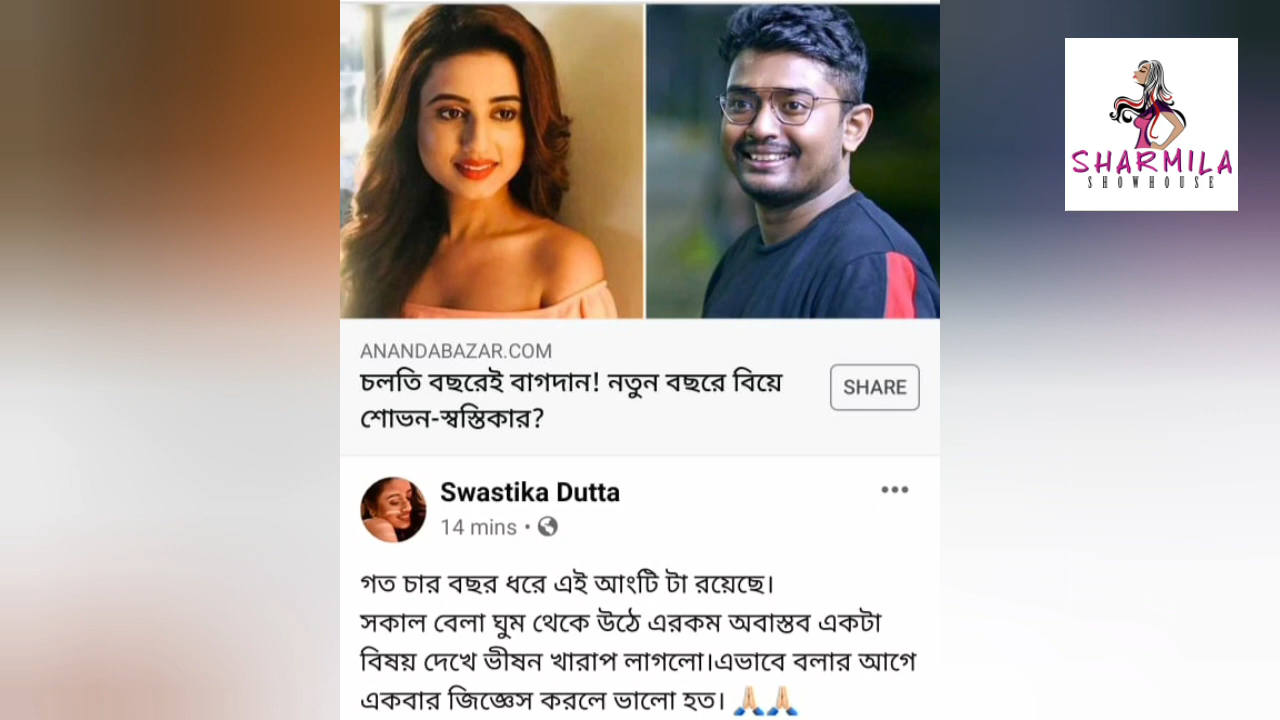 SHARMILA
SHOWHOUSE
ANANDABAZAR.COM
চলতি বছরেই বাগদান! নতুন বছরে বিয়ে
শোভন-স্বস্তিকার?
SHARE
Swastika Dutta
14 mins •
গত চার বছর ধরে এই আংটি টা রয়েছে।
সকাল বেলা ঘুম থেকে উঠে এরকম অবাস্তব একটা
বিষয় দেখে ভীষন খারাপ লাগলো।এভাবে বলার আগে
একবার জিজ্ঞেস করলে ভালো হত। 🙏🏻🙏🏻